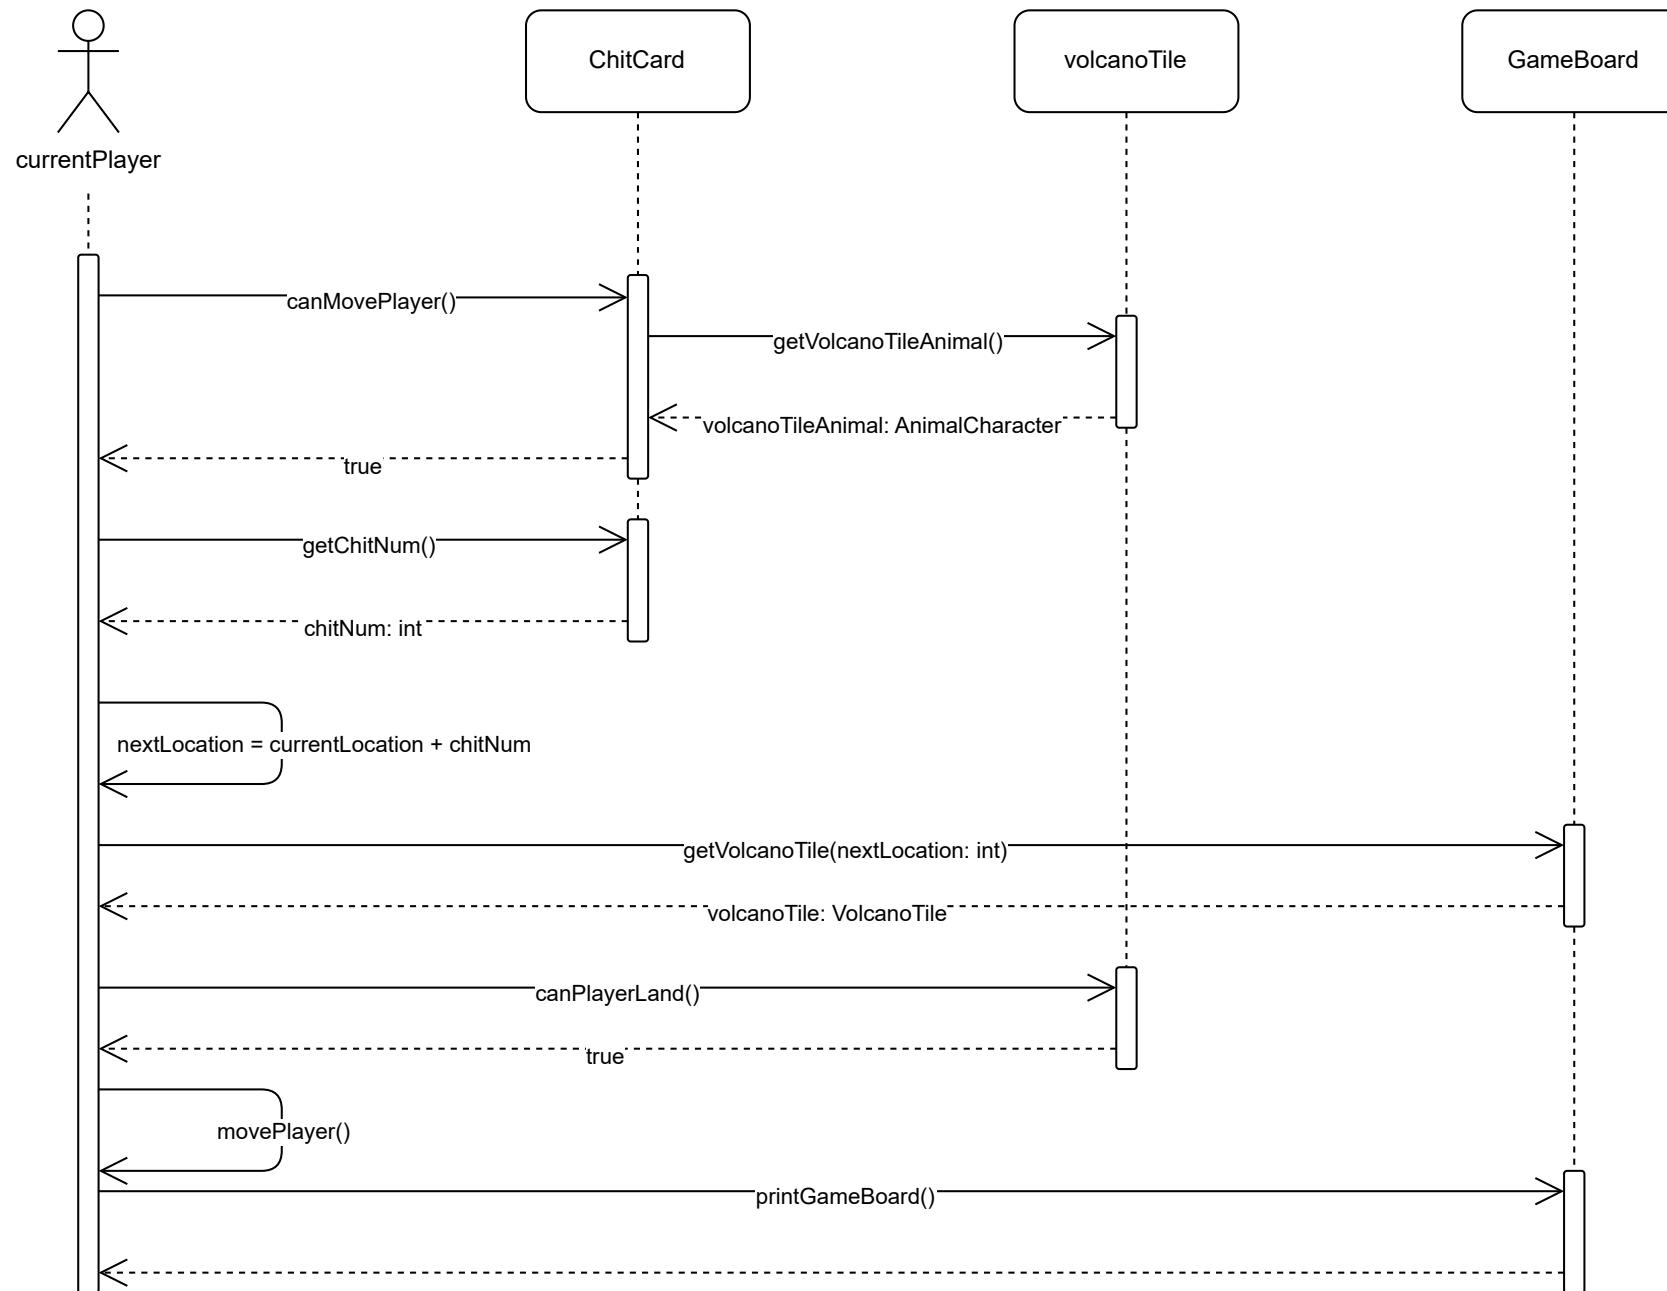 ChitCard
volcanoTile
GameBoard
currentPlayer
canMovePlayer()
getVolcanoTileAnimal()
volcanoTileAnimal: AnimalCharacter
true
getChitNum()
chitNum: int
nextLocation = currentLocation + chitNum
getVolcanoTile(nextLocation: int)
volcanoTile: VolcanoTile
canPlayerLand()
true
movePlayer()
printGameBoard()